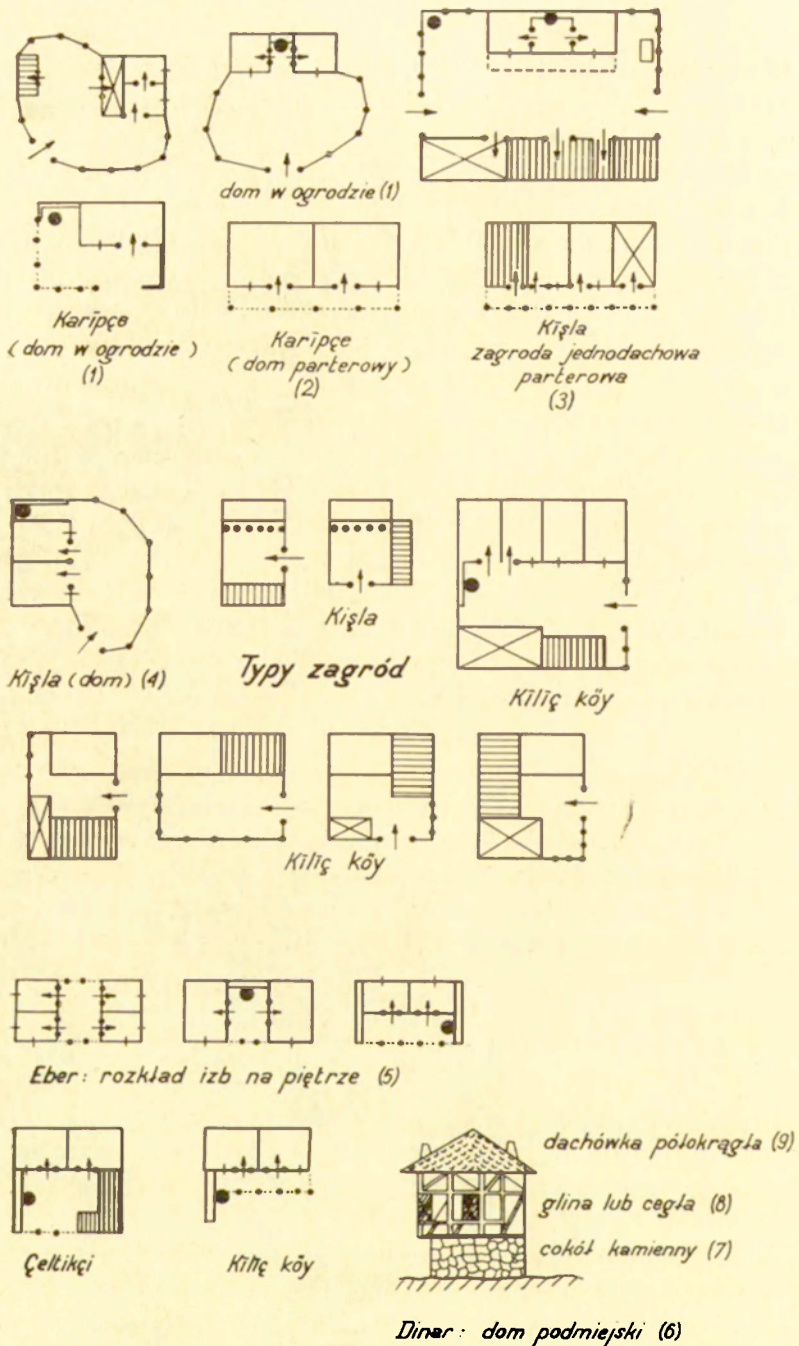 dom w ogrodzie (1)
Karïpçe
(dom w ogrodzie)
(1)
Karïpçe
(dom parterowy)
(2)
Kïşla
zagroda jednodachowa
parterowa
(3)
Kïşla (dom) (4)
Kişla
Typy zagród
Kïlïç köy
Kïlïç köy
Eber: rozkład izb na piętrze (5)
Çeltikçi
Kïlïç köy
dachówka półokrągła (9)
glina lub cegła (8)
cokół kamienny (7)
Dinar: dom podmiejski (6)